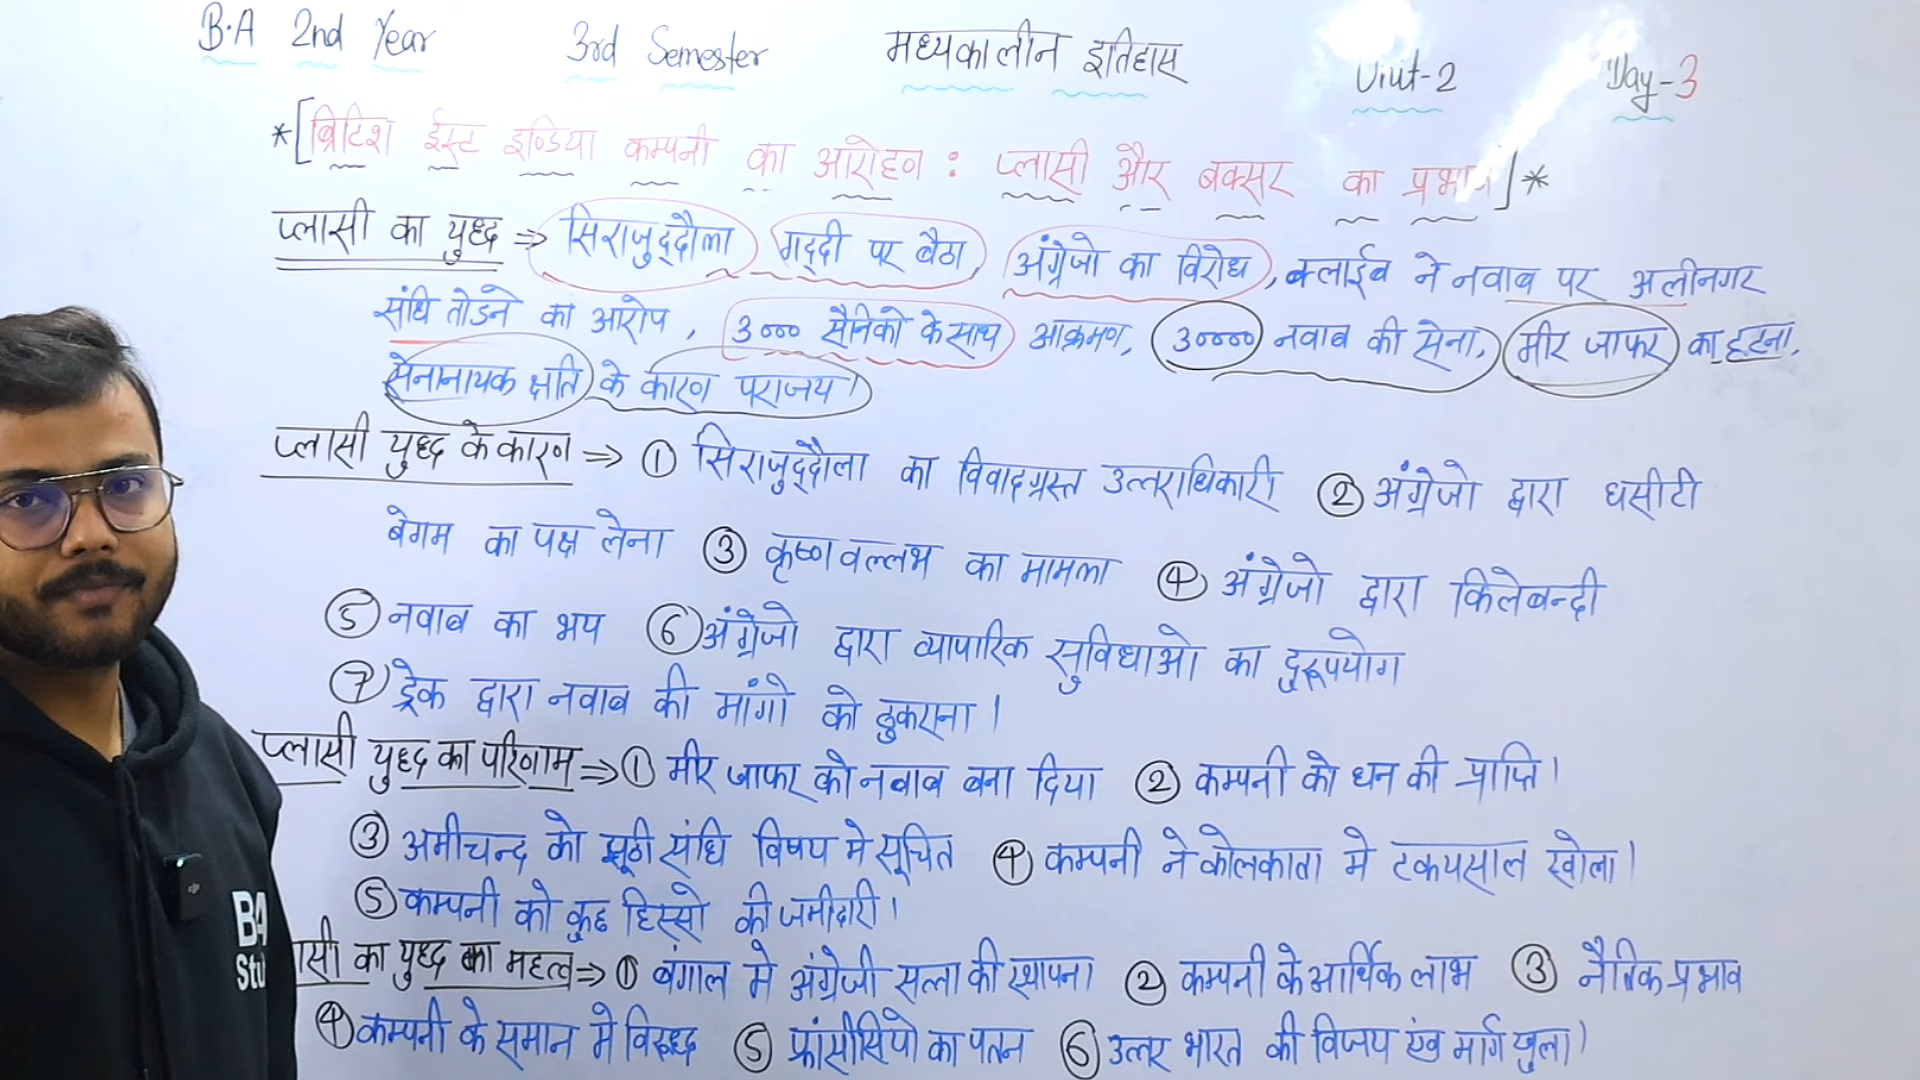 B.A 2nd Year 3rd Semester मध्यकालीन इतिहास Unit-2 Day-3
*[ब्रिटिश ईस्ट इण्डिया कम्पनी का आरोहण : प्लासी और बक्सर का प्रभाव]*
प्लासी का युध्द ⇒ सिराजुद्दौला गद्दी पर बैठा, अंग्रेजो का विरोध, क्लाईव ने नवाब पर अलीनगर
संधि तोडने का आरोप, 3000 सैनिको के साथ आक्रमण, 30000 नवाब की सेना, मीर जाफर का हटना,
सेनानायक क्षति के कारण पराजय।
प्लासी युध्द के कारण ⇒ ① सिराजुद्दौला का विवादग्रस्त उत्तराधिकारी ② अंग्रेजो द्वारा घसीटी
बेगम का पक्ष लेना ③ कृष्णवल्लभ का मामला ④ अंग्रेजो द्वारा किलेबन्दी
⑤ नवाब का भय ⑥ अंग्रेजो द्वारा व्यापारिक सुविधाओ का दुरूपयोग
⑦ ड्रेक द्वारा नवाब की मांगो को ठुकराना।
प्लासी युध्द का परिणाम ⇒ ① मीर जाफर को नवाब बना दिया ② कम्पनी को धन की प्राप्ति।
③ अमीचन्द को झूठी संधि विषय मे सूचित ④ कम्पनी ने कोलकाता मे टकयसाल खोला।
⑤ कम्पनी को कुछ हिस्सो की जमीदारी।
ासी का युध्द का महत्व ⇒ ① बंगाल मे अंग्रेजी सत्ता की स्थापना ② कम्पनी के आर्थिक लाभ ③ नैतिक प्रभाव
④ कम्पनी के समान मे विरूध्द ⑤ फ्रांसीसियो का पतन ⑥ उत्तर भारत की विजय एंव मार्ग खुला।
BA
Stu